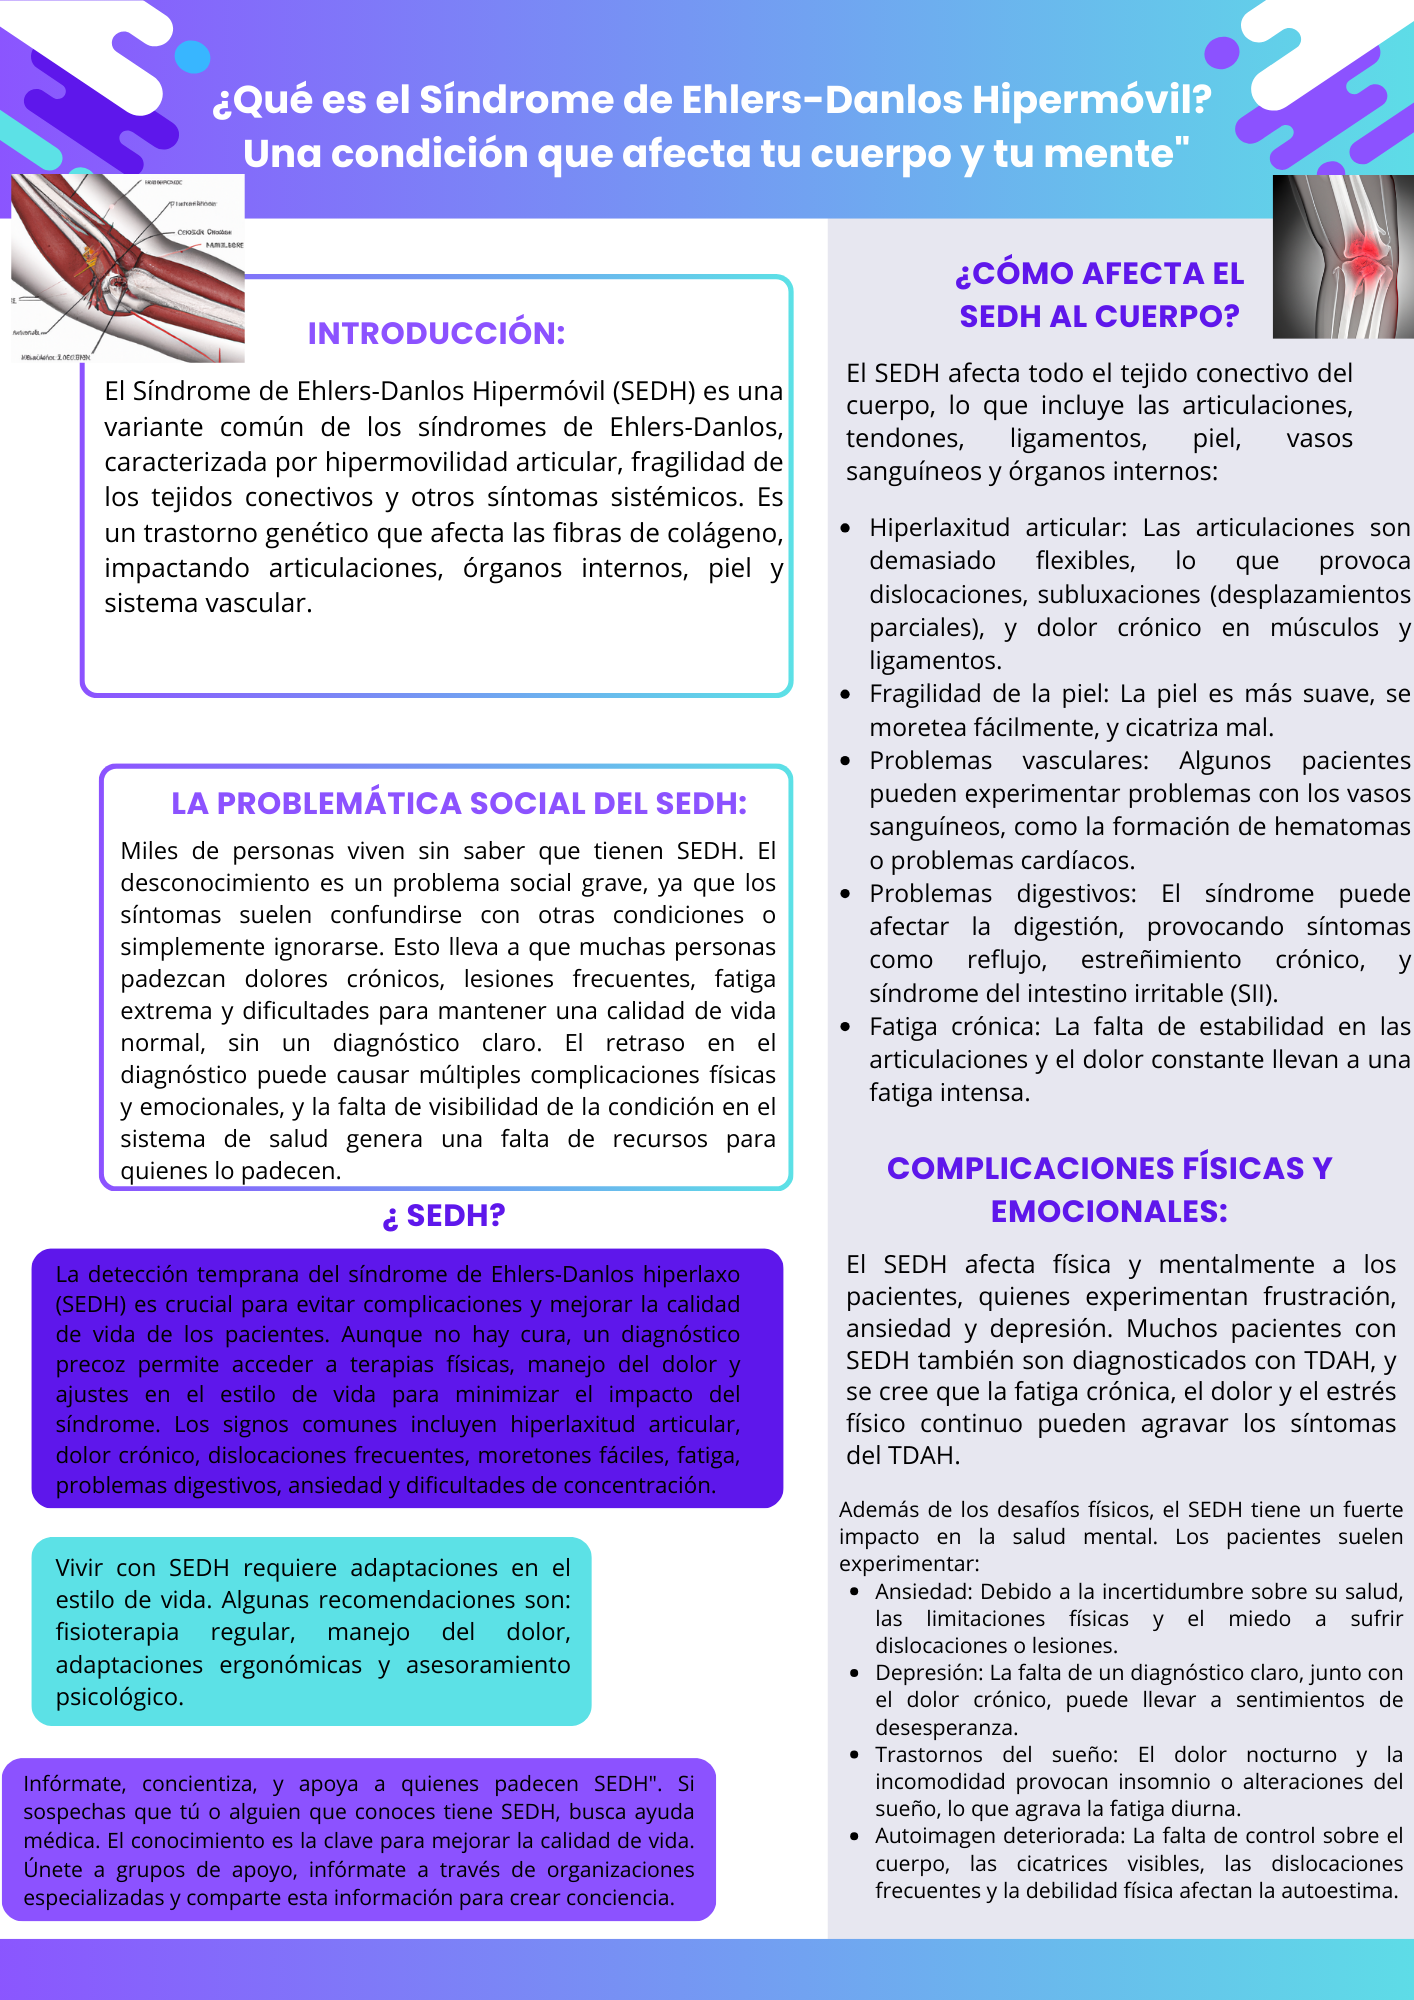 ¿Qué es el Síndrome de Ehlers-Danlos Hipermóvil?
Una condición que afecta tu cuerpo y tu mente"
INTRODUCCIÓN:
El Síndrome de Ehlers-Danlos Hipermóvil (SEDH) es una
variante común de los síndromes de Ehlers-Danlos,
caracterizada por hipermovilidad articular, fragilidad de
los tejidos conectivos y otros síntomas sistémicos. Es
un trastorno genético que afecta las fibras de colágeno,
impactando articulaciones, órganos internos, piel y
sistema vascular.
LA PROBLEMÁTICA SOCIAL DEL SEDH:
Miles de personas viven sin saber que tienen SEDH. El
desconocimiento es un problema social grave, ya que los
síntomas suelen confundirse con otras condiciones o
simplemente ignorarse. Esto lleva a que muchas personas
padezcan dolores crónicos, lesiones frecuentes, fatiga
extrema y dificultades para mantener una calidad de vida
normal, sin un diagnóstico claro. El retraso en el
diagnóstico puede causar múltiples complicaciones físicas
y emocionales, y la falta de visibilidad de la condición en el
sistema de salud genera una falta de recursos para
quienes lo padecen.
¿ SEDH?
La detección temprana del síndrome de Ehlers-Danlos hiperlaxo
(SEDH) es crucial para evitar complicaciones y mejorar la calidad
de vida de los pacientes. Aunque no hay cura, un diagnóstico
precoz permite acceder a terapias físicas, manejo del dolor y
ajustes en el estilo de vida para minimizar el impacto del
síndrome. Los signos comunes incluyen hiperlaxitud articular,
dolor crónico, dislocaciones frecuentes, moretones fáciles, fatiga,
problemas digestivos, ansiedad y dificultades de concentración.
Vivir con SEDH requiere adaptaciones en el
estilo de vida. Algunas recomendaciones son:
fisioterapia regular, manejo del dolor,
adaptaciones ergonómicas y asesoramiento
psicológico.
Infórmate, concientiza, y apoya a quienes padecen SEDH". Si
sospechas que tú o alguien que conoces tiene SEDH, busca ayuda
médica. El conocimiento es la clave para mejorar la calidad de vida.
Únete a grupos de apoyo, infórmate a través de organizaciones
especializadas y comparte esta información para crear conciencia.
¿CÓMO AFECTA EL
SEDH AL CUERPO?
El SEDH afecta todo el tejido conectivo del
cuerpo, lo que incluye las articulaciones,
tendones, ligamentos, piel, vasos
sanguíneos y órganos internos:
• Hiperlaxitud articular: Las articulaciones son
demasiado flexibles, lo que provoca
dislocaciones, subluxaciones (desplazamientos
parciales), y dolor crónico en músculos y
ligamentos.
• Fragilidad de la piel: La piel es más suave, se
moretea fácilmente, y cicatriza mal.
• Problemas vasculares: Algunos pacientes
pueden experimentar problemas con los vasos
sanguíneos, como la formación de hematomas
o problemas cardíacos.
• Problemas digestivos: El síndrome puede
afectar la digestión, provocando síntomas
como reflujo, estreñimiento crónico, y
síndrome del intestino irritable (SII).
• Fatiga crónica: La falta de estabilidad en las
articulaciones y el dolor constante llevan a una
fatiga intensa.
COMPLICACIONES FÍSICAS Y
EMOCIONALES:
El SEDH afecta física y mentalmente a los
pacientes, quienes experimentan frustración,
ansiedad y depresión. Muchos pacientes con
SEDH también son diagnosticados con TDAH, y
se cree que la fatiga crónica, el dolor y el estrés
físico continuo pueden agravar los síntomas
del TDAH.
Además de los desafíos físicos, el SEDH tiene un fuerte
impacto en la salud mental. Los pacientes suelen
experimentar:
• Ansiedad: Debido a la incertidumbre sobre su salud,
las limitaciones físicas y el miedo a sufrir
dislocaciones o lesiones.
• Depresión: La falta de un diagnóstico claro, junto con
el dolor crónico, puede llevar a sentimientos de
desesperanza.
• Trastornos del sueño: El dolor nocturno y la
incomodidad provocan insomnio o alteraciones del
sueño, lo que agrava la fatiga diurna.
• Autoimagen deteriorada: La falta de control sobre el
cuerpo, las cicatrices visibles, las dislocaciones
frecuentes y la debilidad física afectan la autoestima.